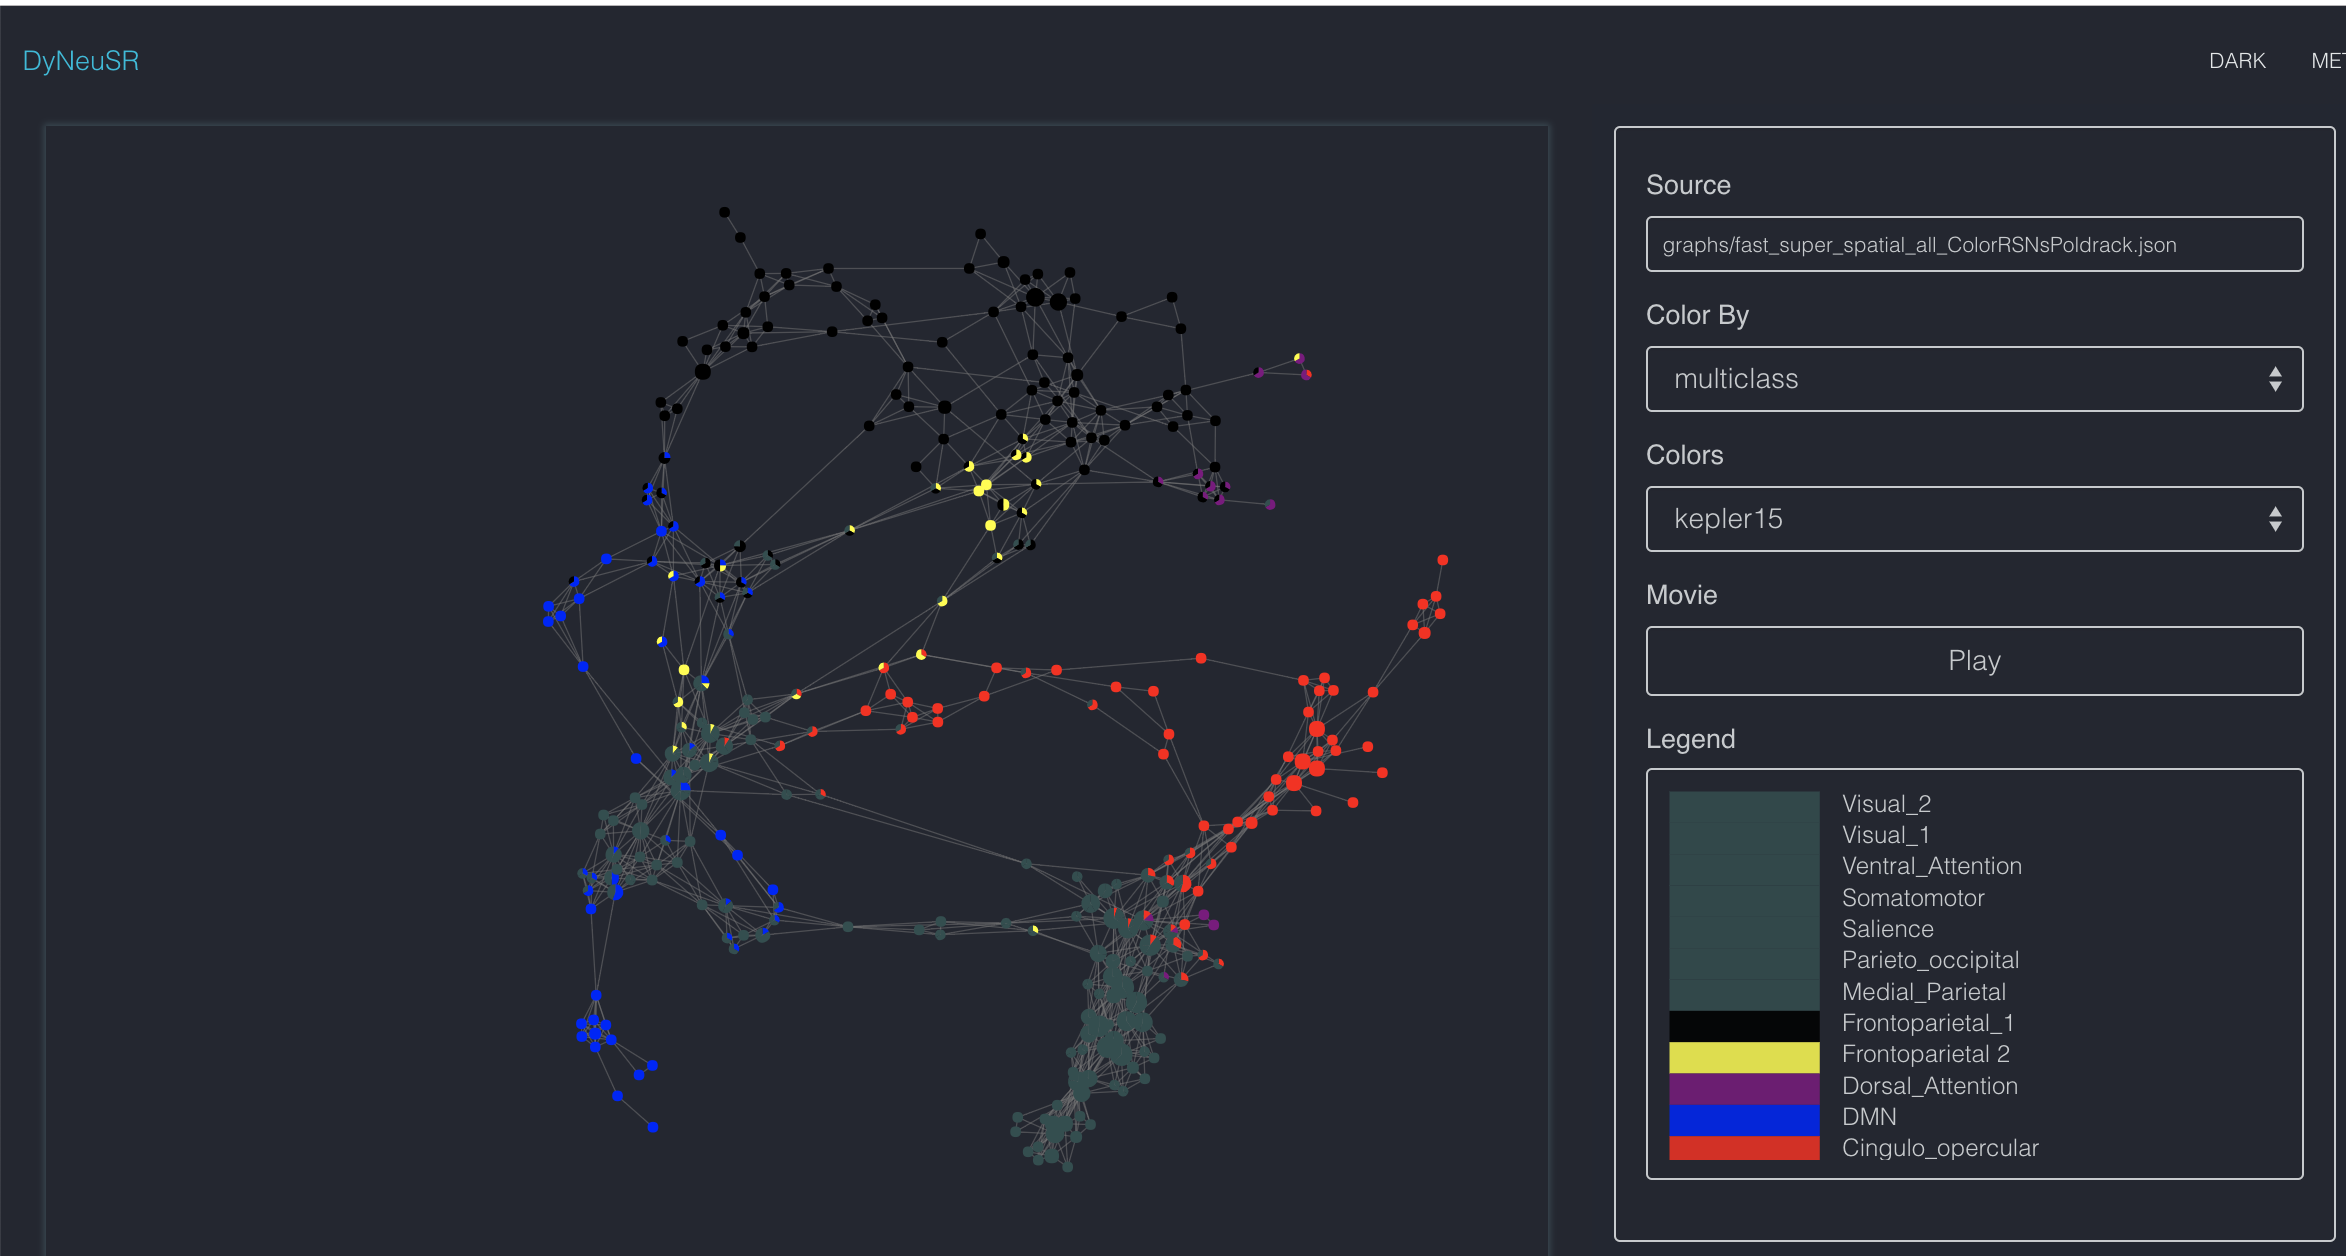 DyNeuSR
DARK
MET
Source
graphs/fast_super_spatial_all_ColorRSNsPoldrack.json
Color By
multiclass
Colors
kepler15
Movie
Play
Legend
Visual_2
Visual_1
Ventral_Attention
Somatomotor
Salience
Parieto_occipital
Medial_Parietal
Frontoparietal_1
Frontoparietal 2
Dorsal_Attention
DMN
Cingulo_opercular